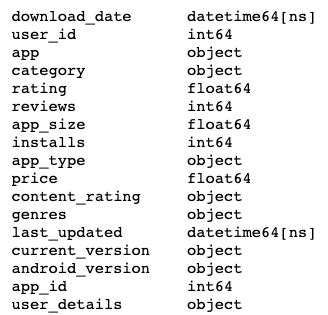 download_date datetime64[ns]
user_id int64
app object
category object
rating float64
reviews int64
app_size float64
installs int64
app_type object
price float64
content_rating object
genres object
last_updated datetime64[ns]
current_version object
android_version object
app_id int64
user_details object